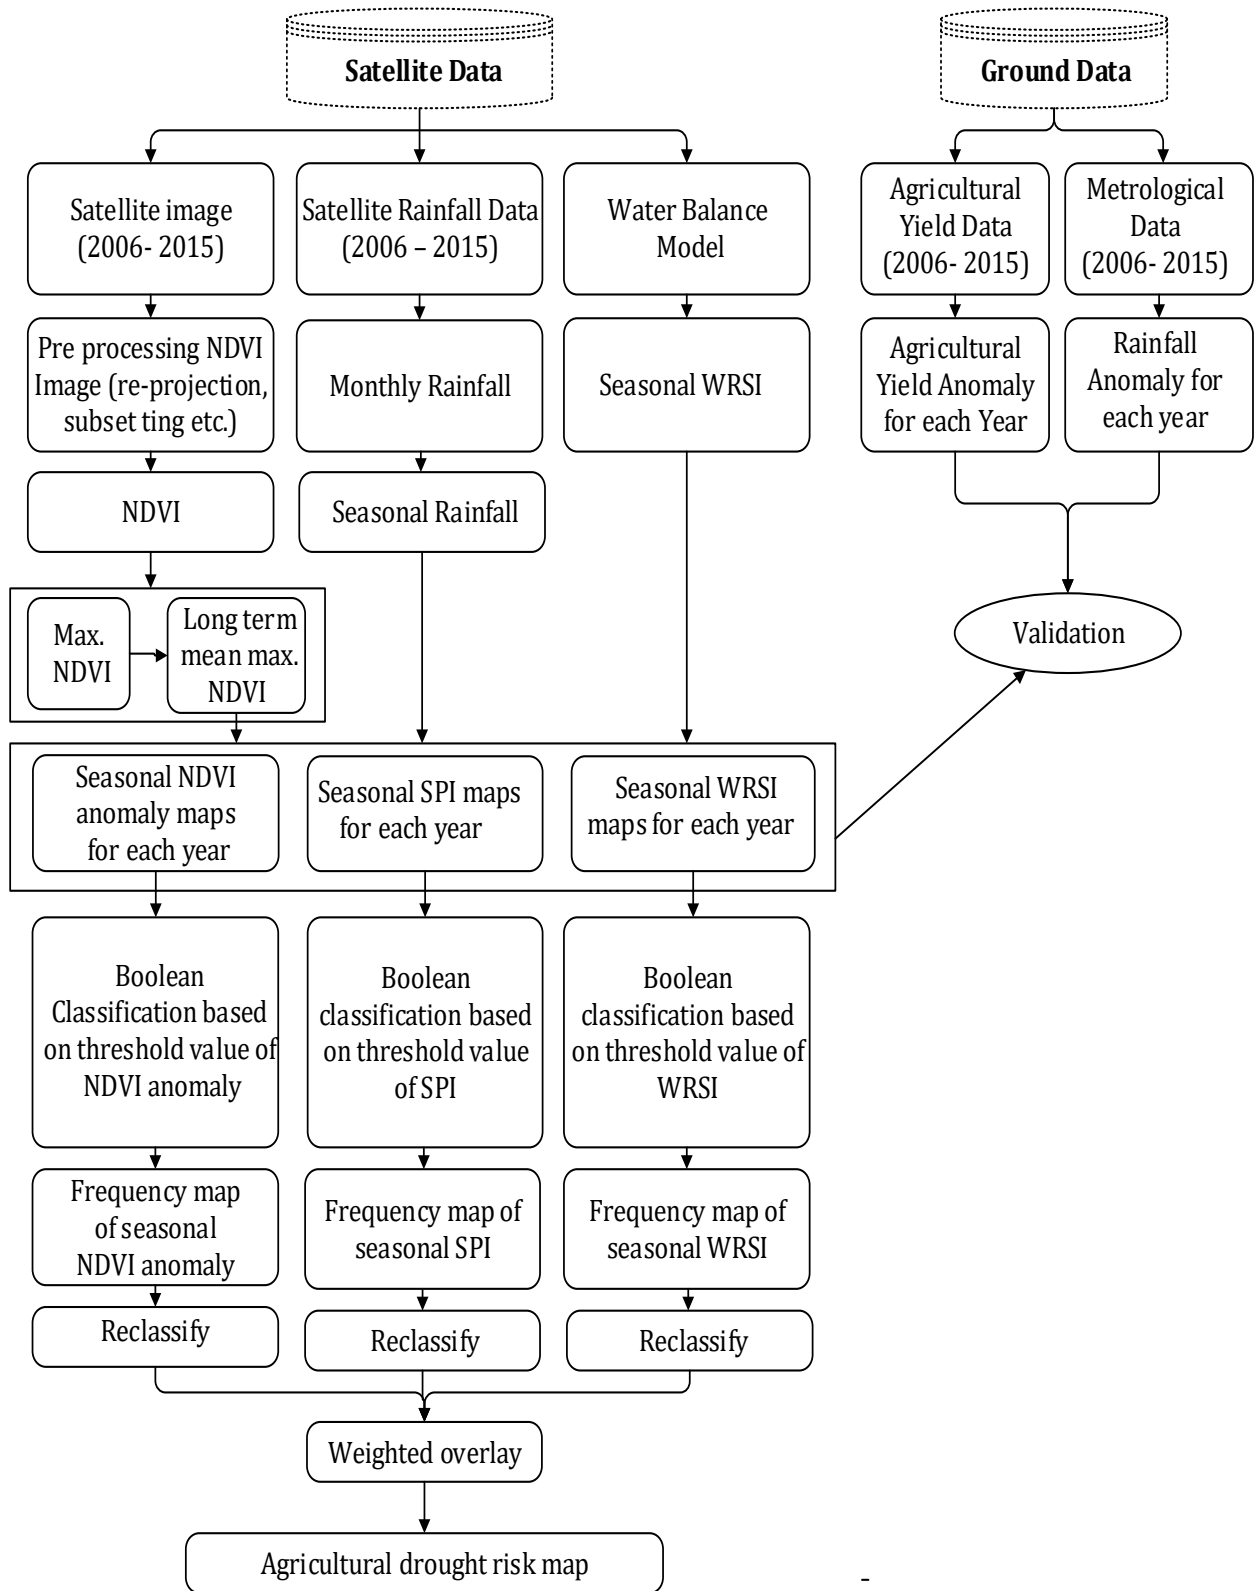 Satellite Data
Ground Data
Satellite image
(2006- 2015)
Satellite Rainfall Data
(2006 – 2015)
Water Balance
Model
Agricultural
Yield Data
(2006- 2015)
Metrological
Data
(2006- 2015)
Pre processing NDVI
Image (re-projection,
subset ting etc.)
Monthly Rainfall
Seasonal WRSI
Agricultural
Yield Anomaly
for each Year
Rainfall
Anomaly for
each year
NDVI
Seasonal Rainfall
Max.
NDVI
Long term
mean max.
NDVI
Validation
Seasonal NDVI
anomaly maps
for each year
Seasonal SPI maps
for each year
Seasonal WRSI
maps for each year
Boolean
Classification based
on threshold value of
NDVI anomaly
Boolean
classification based
on threshold value
of SPI
Boolean
classification based
on threshold value of
WRSI
Frequency map
of seasonal
NDVI anomaly
Frequency map of
seasonal SPI
Frequency map of
seasonal WRSI
Reclassify
Reclassify
Reclassify
Weighted overlay
Agricultural drought risk map
-